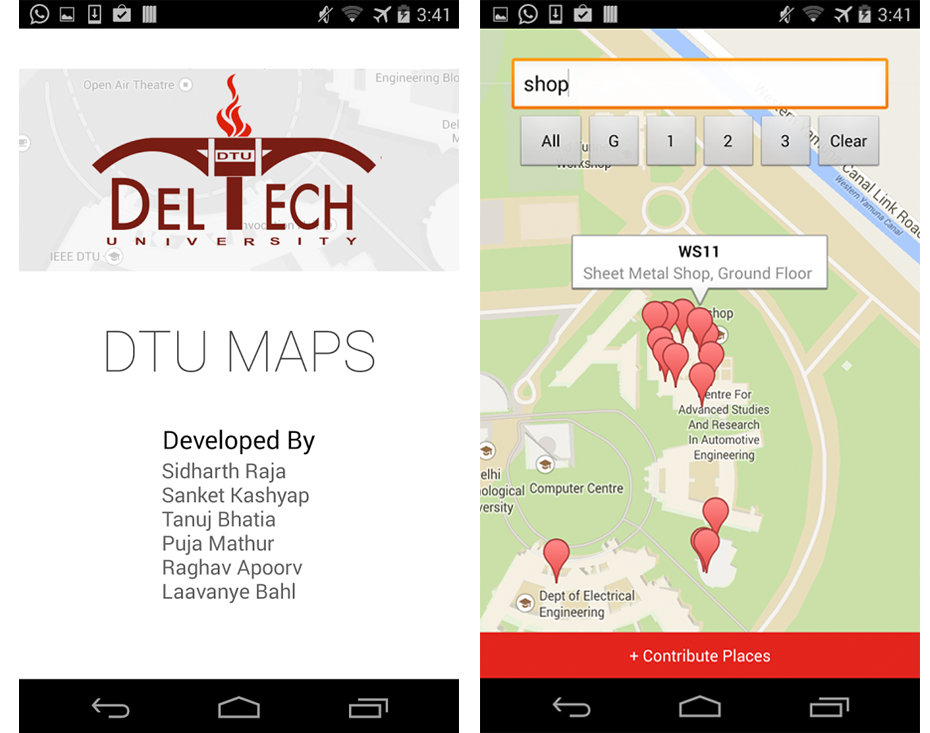 3:41
Open Air Theatre
Engineering Blo
Del
DTU
DELTECH
UNIVERSITY
IEEE DTU
DTU MAPS
Developed By
Sidharth Raja
Sanket Kashyap
Tanuj Bhatia
Puja Mathur
Raghav Apoorv
Laavanye Bahl
3:41
shop
All G 1 2 3 Clear
Workshop
Western Yamuna Canal Link Road
Western Yamuna Canal
WS11
Sheet Metal Shop, Ground Floor
shop
Centre For
Advanced Studies
And Research
In Automotive
Engineering
elhi
nological
versity
Computer Centre
Dept of Electrical
Engineering
+ Contribute Places